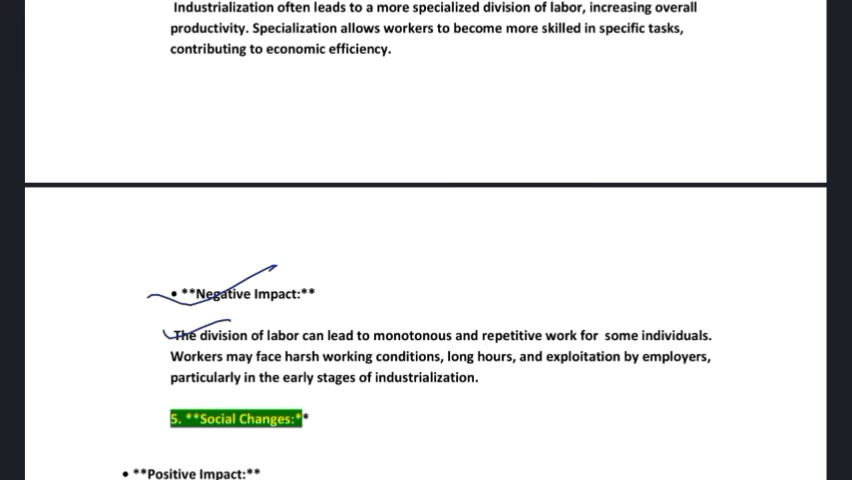 Industrialization often leads to a more specialized division of labor, increasing overall
productivity. Specialization allows workers to become more skilled in specific tasks,
contributing to economic efficiency.
• **Negative Impact:**
The division of labor can lead to monotonous and repetitive work for some individuals.
Workers may face harsh working conditions, long hours, and exploitation by employers,
particularly in the early stages of industrialization.
5. **Social Changes:**
• **Positive Impact:**